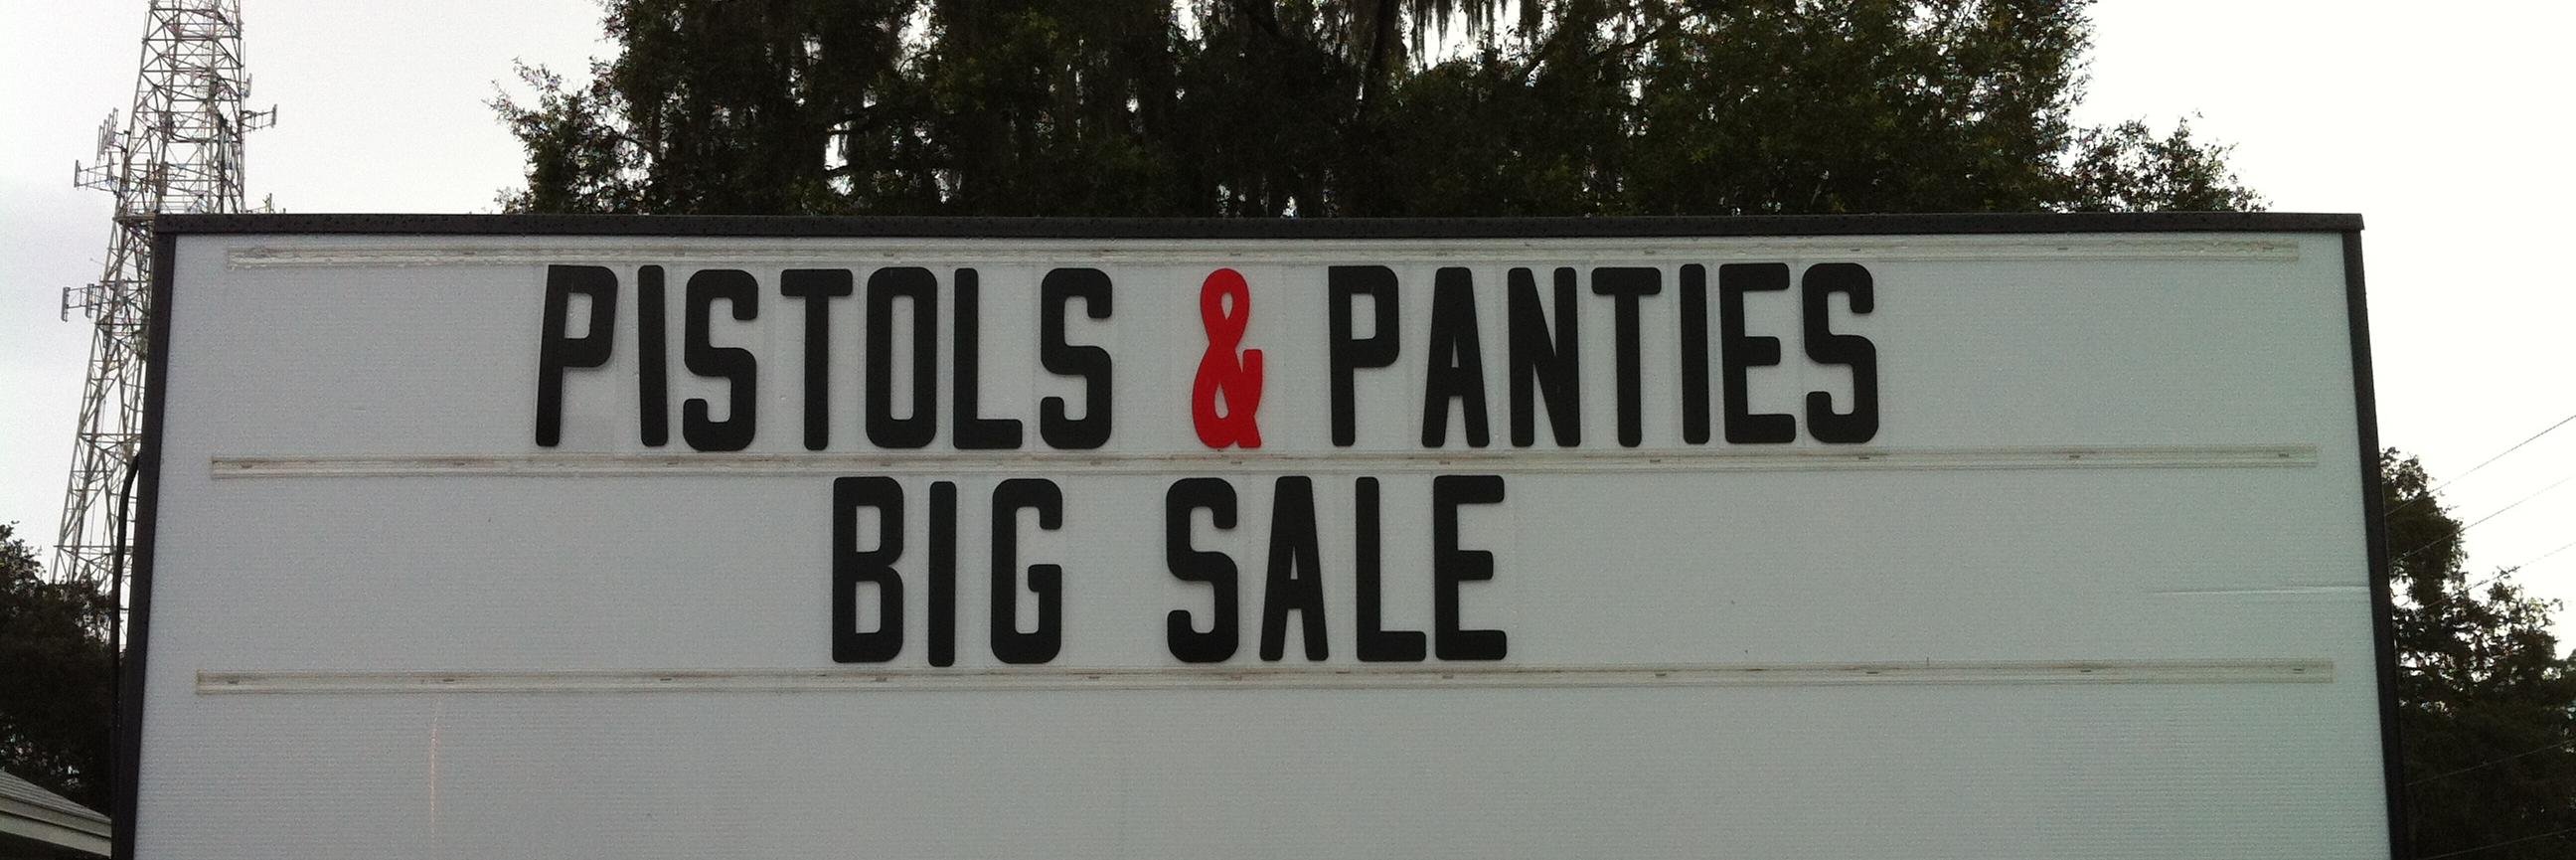 PISTOLS & PANTIES
BIG SALE